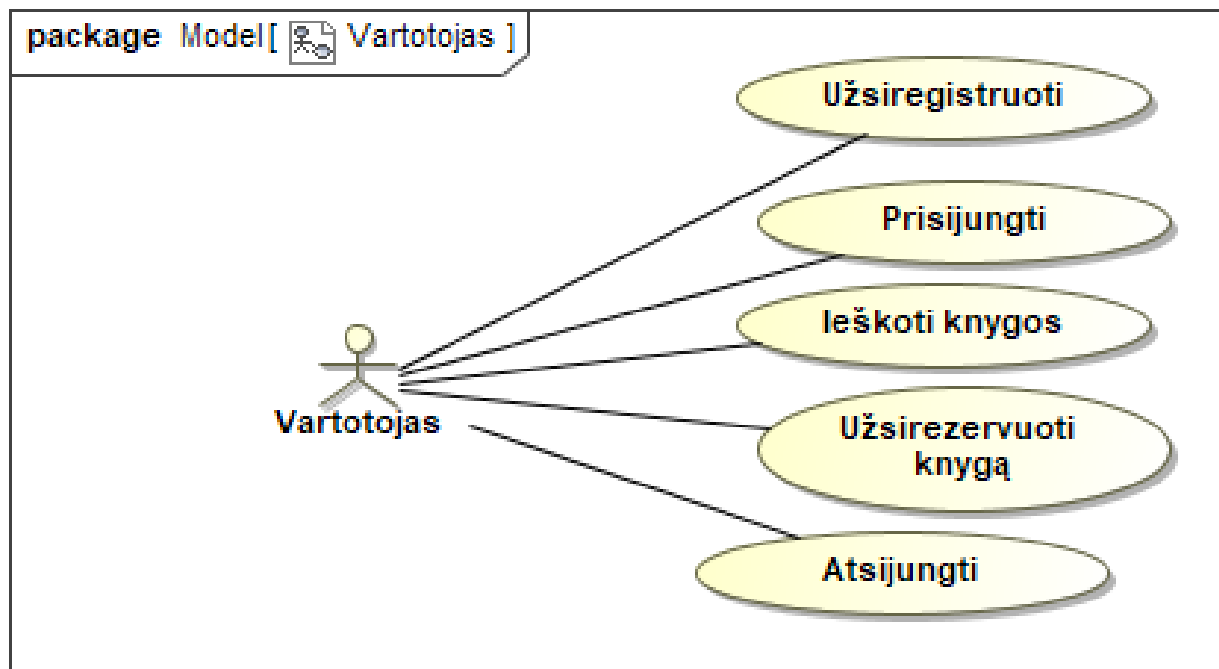 package Model[ Vartotojas ]
Užsiregistruoti
Prisijungti
Ieškoti knygos
Vartotojas
Užsirezervuoti
knygą
Atsijungti